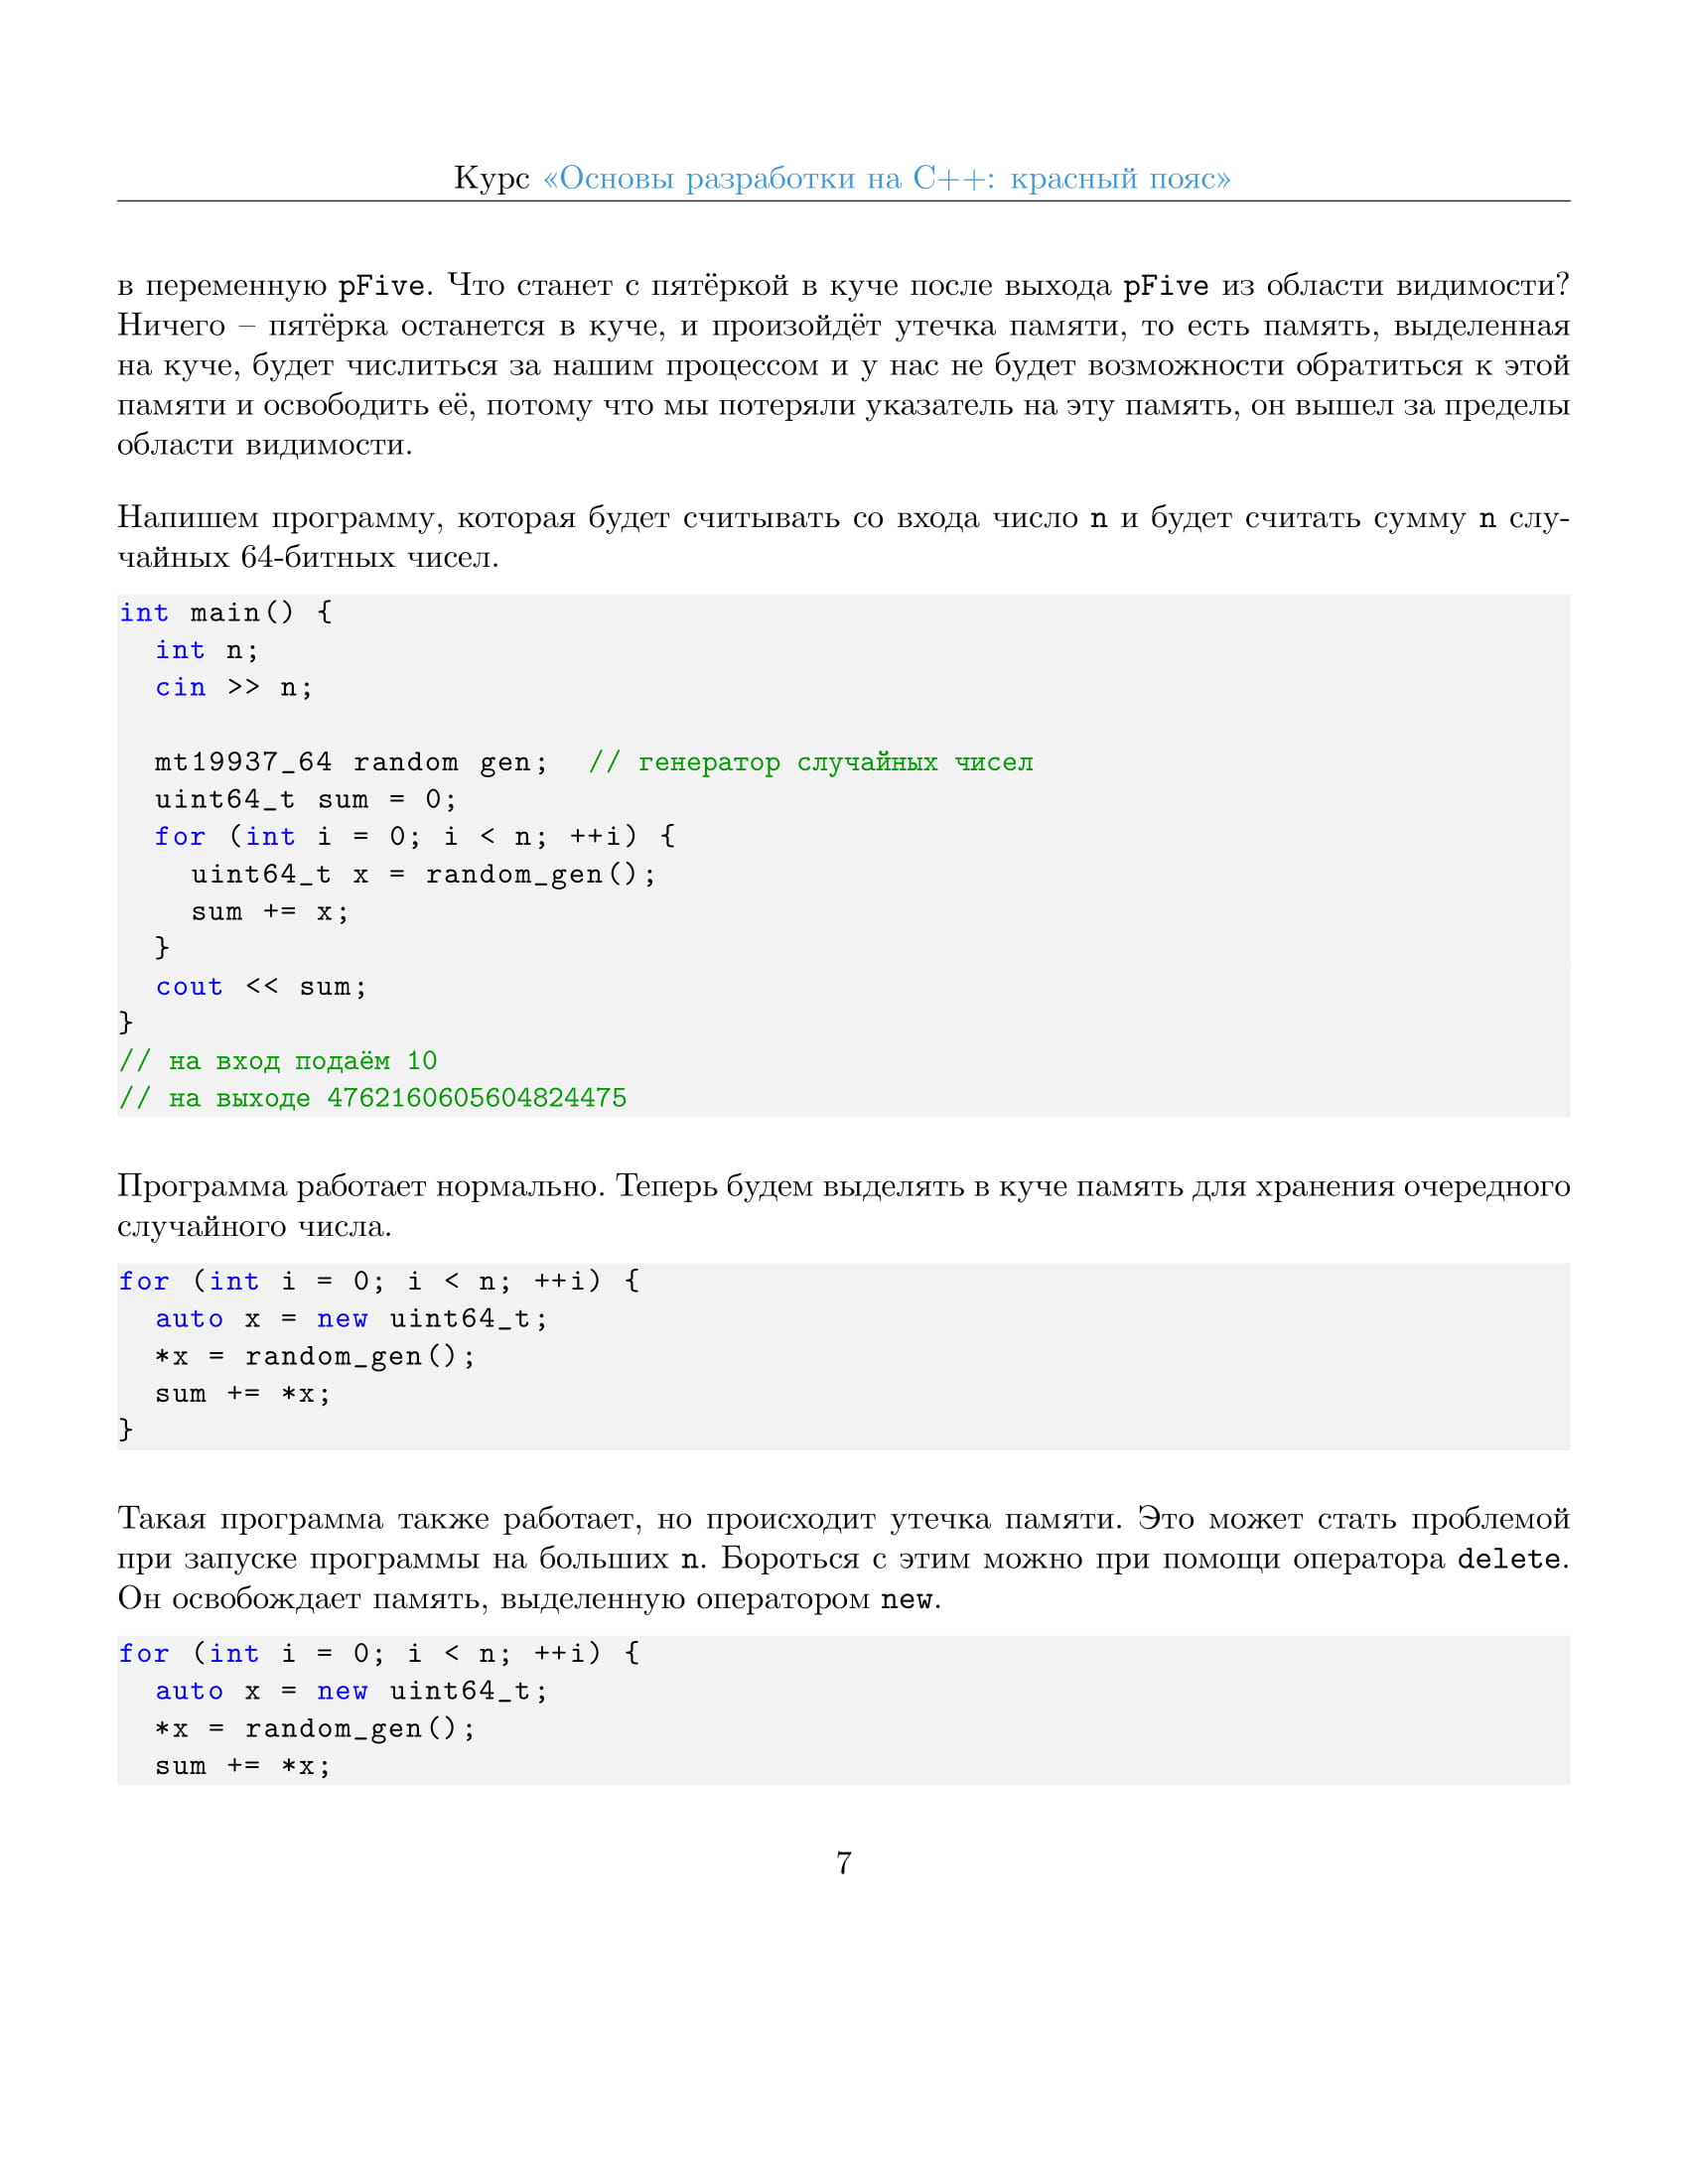 Курс «Основы разработки на C++: красный пояс»
в переменную pFive. Что станет с пятёркой в куче после выхода pFive из области видимости?
Ничего – пятёрка останется в куче, и произойдёт утечка памяти, то есть память, выделенная
на куче, будет числиться за нашим процессом и у нас не будет возможности обратиться к этой
памяти и освободить её, потому что мы потеряли указатель на эту память, он вышел за пределы
области видимости.
Напишем программу, которая будет считывать со входа число n и будет считать сумму n слу-
чайных 64-битных чисел.
int main() {
  int n;
  cin >> n;
  mt19937_64 random gen;  // генератор случайных чисел
  uint64_t sum = 0;
  for (int i = 0; i < n; ++i) {
    uint64_t x = random_gen();
    sum += x;
  }
  cout << sum;
}
// на вход подаём 10
// на выходе 4762160605604824475
Программа работает нормально. Теперь будем выделять в куче память для хранения очередного
случайного числа.
for (int i = 0; i < n; ++i) {
  auto x = new uint64_t;
  *x = random_gen();
  sum += *x;
}
Такая программа также работает, но происходит утечка памяти. Это может стать проблемой
при запуске программы на больших n. Бороться с этим можно при помощи оператора delete.
Он освобождает память, выделенную оператором new.
for (int i = 0; i < n; ++i) {
  auto x = new uint64_t;
  *x = random_gen();
  sum += *x;
7